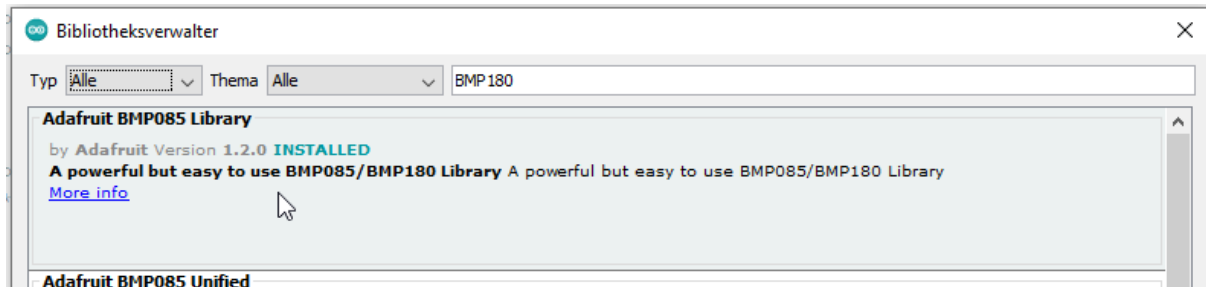 Bibliotheksverwalter
Typ Alle Thema Alle BMP180
Adafruit BMP085 Library
by Adafruit Version 1.2.0 INSTALLED
A powerful but easy to use BMP085/BMP180 Library A powerful but easy to use BMP085/BMP180 Library
More info
Adafruit BMP085 Unified